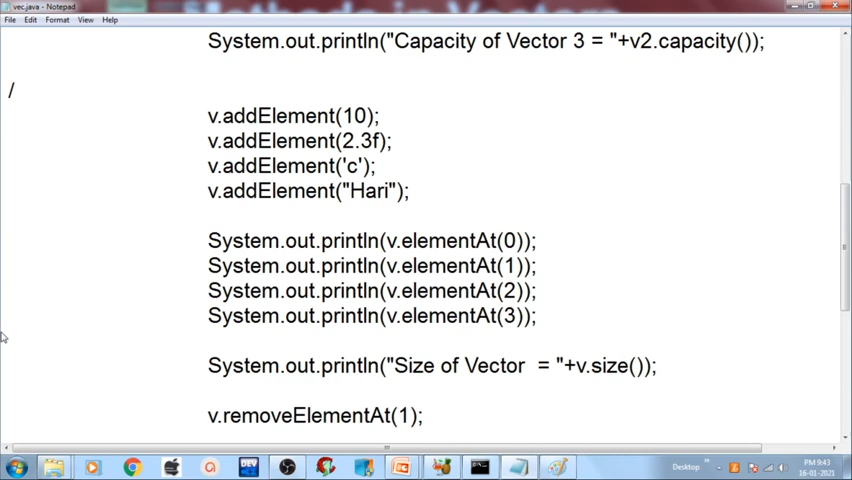 vec.java - Notepad
File Edit Format View Help
System.out.println("Capacity of Vector 3 = "+v2.capacity());
/
v.addElement(10);
v.addElement(2.3f);
v.addElement('c');
v.addElement("Hari");
System.out.println(v.elementAt(0));
System.out.println(v.elementAt(1));
System.out.println(v.elementAt(2));
System.out.println(v.elementAt(3));
System.out.println("Size of Vector  = "+v.size());
v.removeElementAt(1);
DEV
Desktop
PM 9:43
16-01-2021